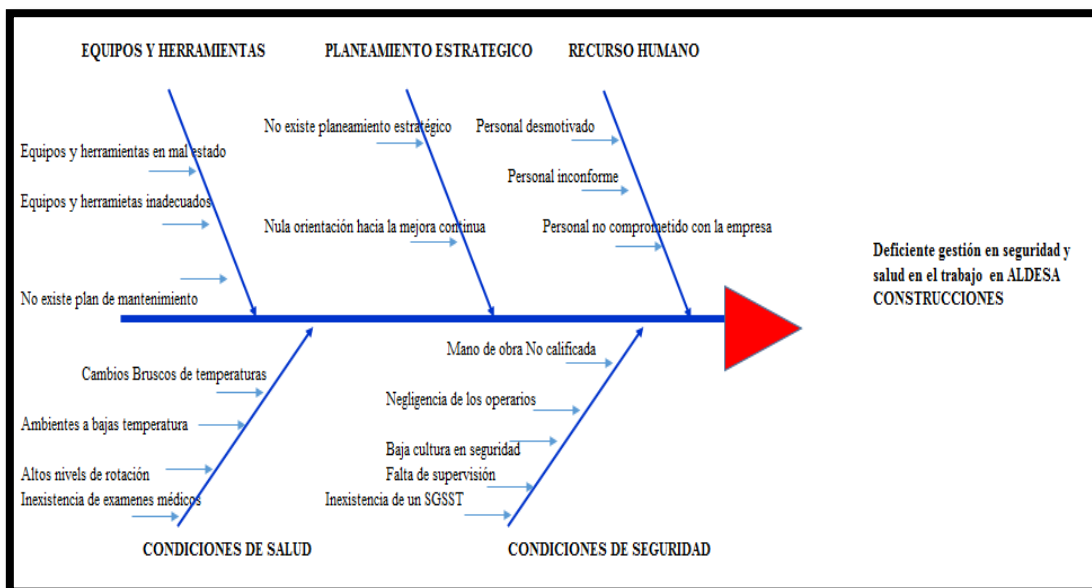 EQUIPOS Y HERRAMIENTAS
PLANEAMIENTO ESTRATEGICO
RECURSO HUMANO
Equipos y herramientas en mal estado
Equipos y herramietas inadecuados
No existe plan de mantenimiento
No existe planeamiento estratégico
Nula orientación hacia la mejora continua
Personal desmotivado
Personal inconforme
Personal no comprometido con la empresa
Deficiente gestión en seguridad y
salud en el trabajo en ALDESA
CONSTRUCCIONES
Cambios Bruscos de temperaturas
Ambientes a bajas temperatura
Altos nivels de rotación
Inexistencia de examenes médicos
Mano de obra No calificada
Negligencia de los operarios
Baja cultura en seguridad
Falta de supervisión
Inexistencia de un SGSST
CONDICIONES DE SALUD
CONDICIONES DE SEGURIDAD